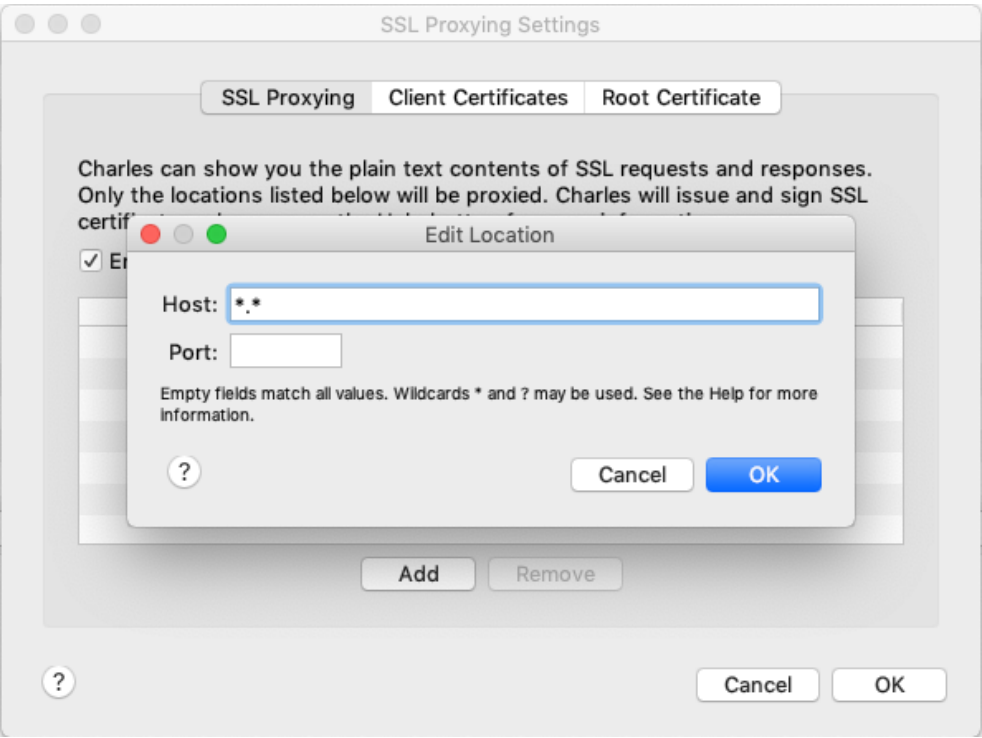 SSL Proxying Settings
SSL Proxying Client Certificates Root Certificate
Charles can show you the plain text contents of SSL requests and responses.
Only the locations listed below will be proxied. Charles will issue and sign SSL
Edit Location
Host: *.*
Port:
Empty fields match all values. Wildcards * and ? may be used. See the Help for more
information.
? Cancel OK
Add Remove
? Cancel OK